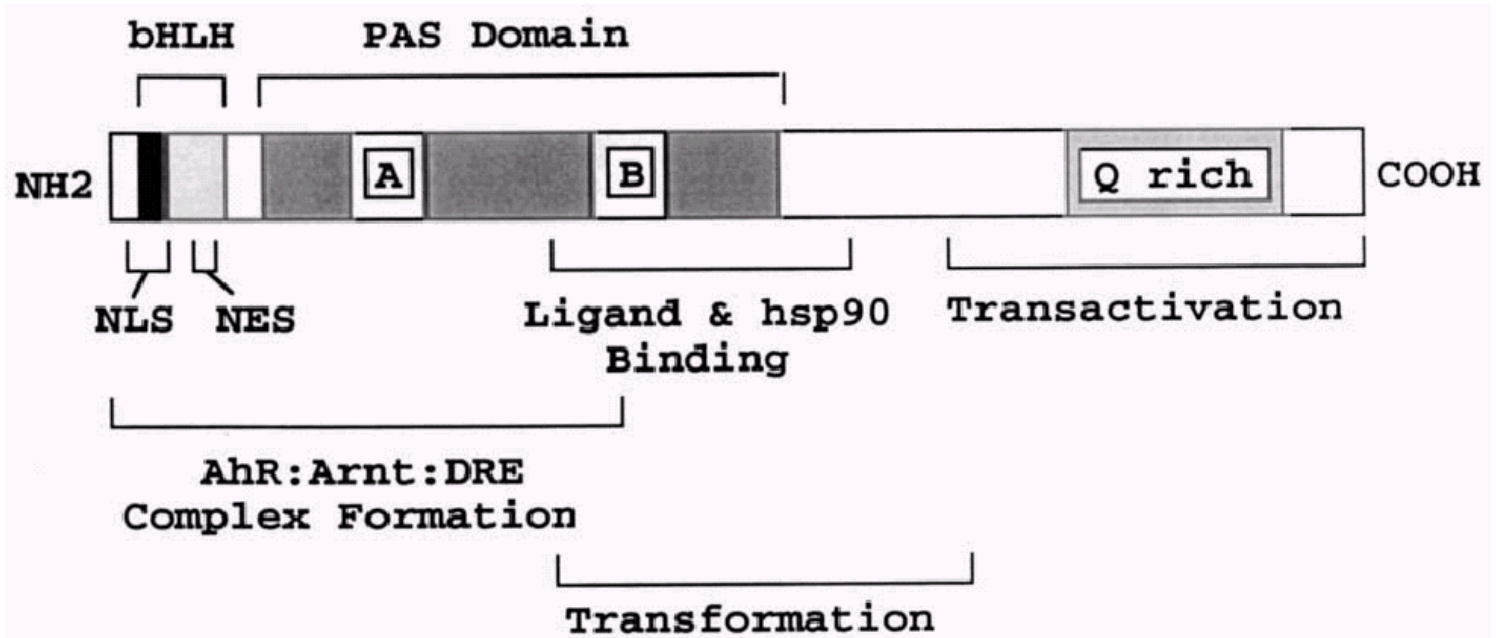 bHLH PAS Domain
NH2 A B Q rich COOH
NLS NES
Ligand & hsp90
Binding
Transactivation
AhR:Arnt:DRE
Complex Formation
Transformation